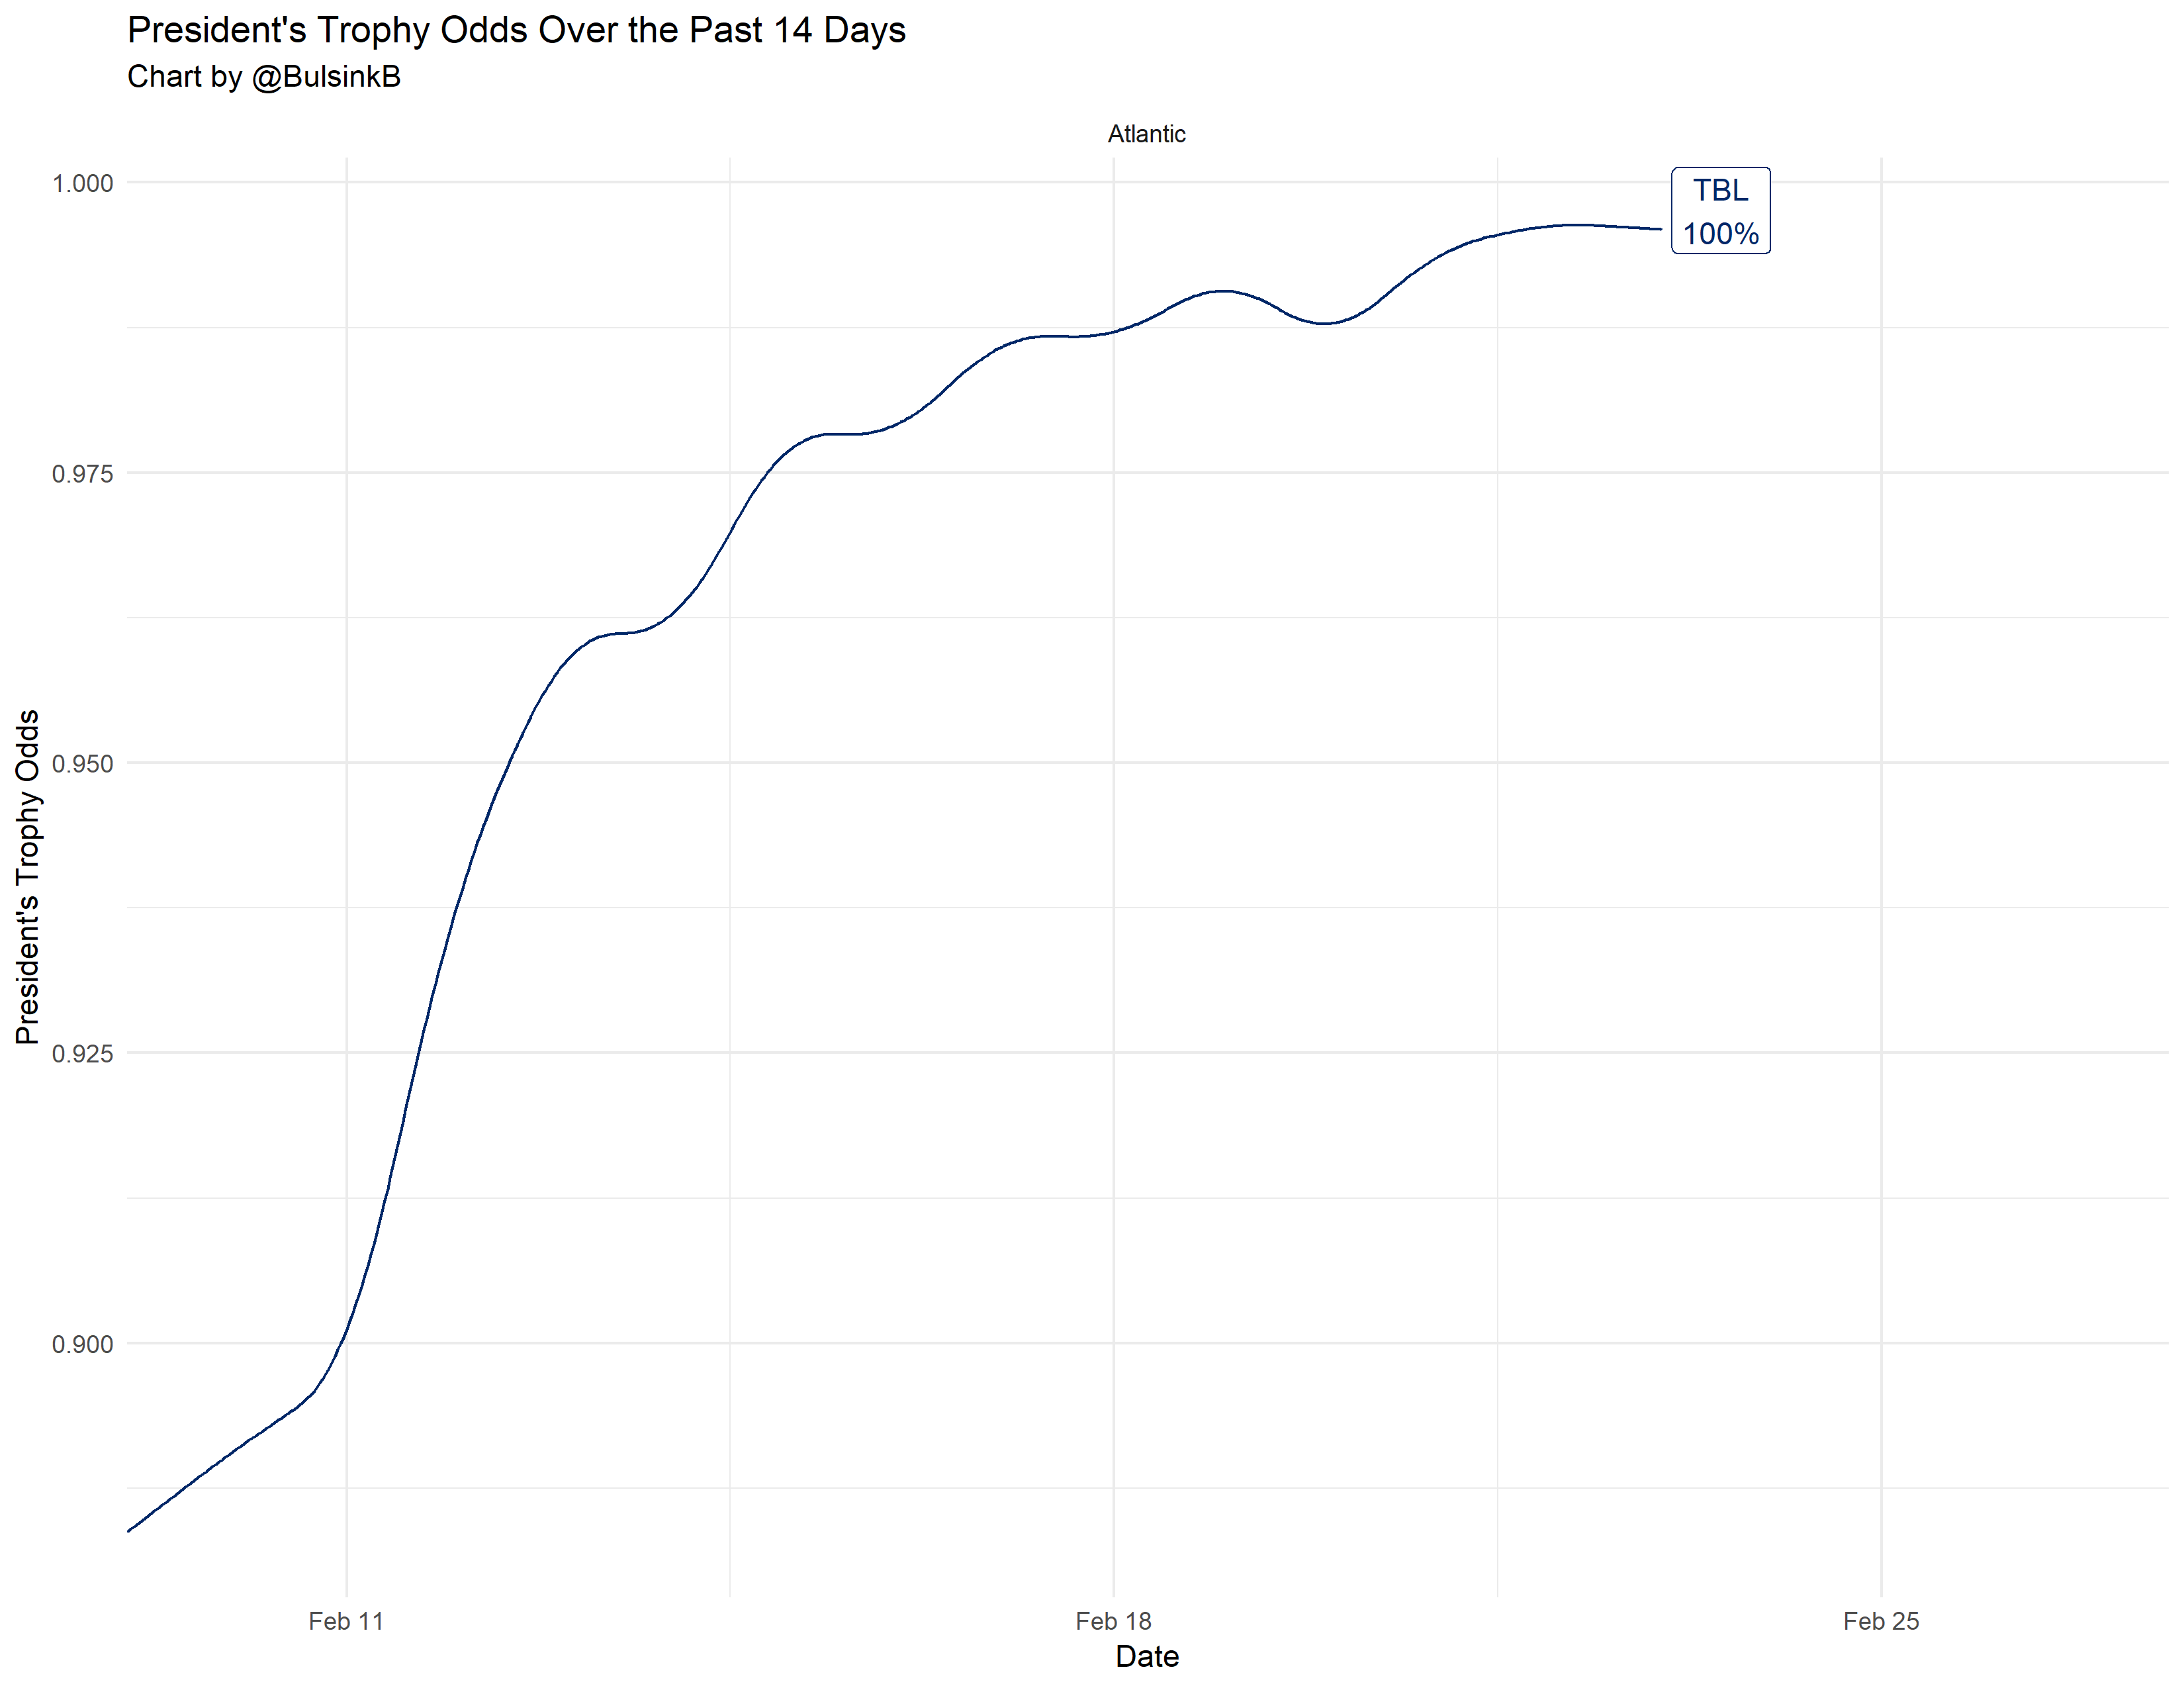 President's Trophy Odds Over the Past 14 Days
Chart by @BulsinkB
Atlantic
1.000
0.975
0.950
0.925
0.900
President's Trophy Odds
TBL
100%
Feb 11
Feb 18
Feb 25
Date